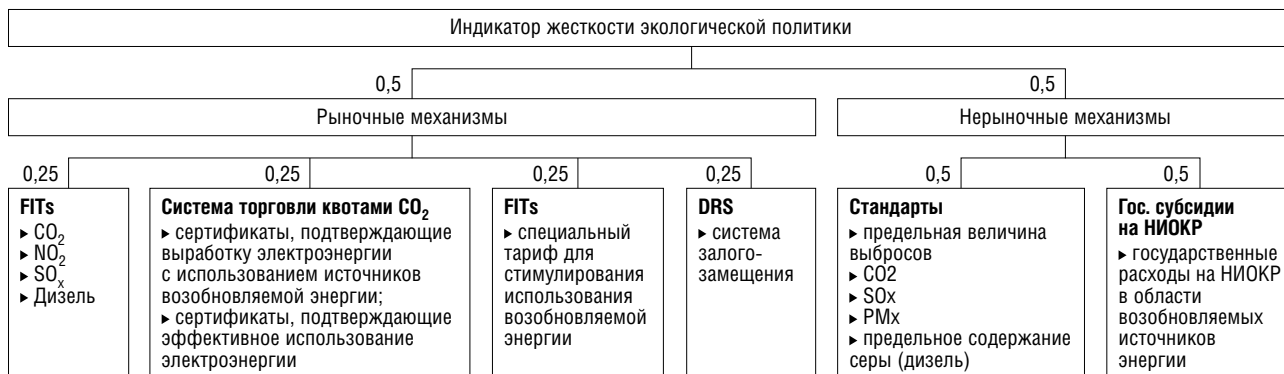 Индикатор жесткости экологической политики
0,5
0,5
Рыночные механизмы
Нерыночные механизмы
0,25
0,25
0,25
0,25
0,5
0,5
FITs
▸ CO₂
▸ NO₂
▸ SOₓ
▸ Дизель
Система торговли квотами CO₂
▸ сертификаты, подтверждающие
выработку электроэнергии
с использованием источников
возобновляемой энергии;
▸ сертификаты, подтверждающие
эффективное использование
электроэнергии
FITs
▸ специальный
тариф для
стимулирования
использования
возобновляемой
энергии
DRS
▸ система
залого-
замещения
Стандарты
▸ предельная величина
выбросов
▸ CO2
▸ SOx
▸ PMx
▸ предельное содержание
серы (дизель)
Гос. субсидии
на НИОКР
▸ государственные
расходы на НИОКР
в области
возобновляемых
источников
энергии